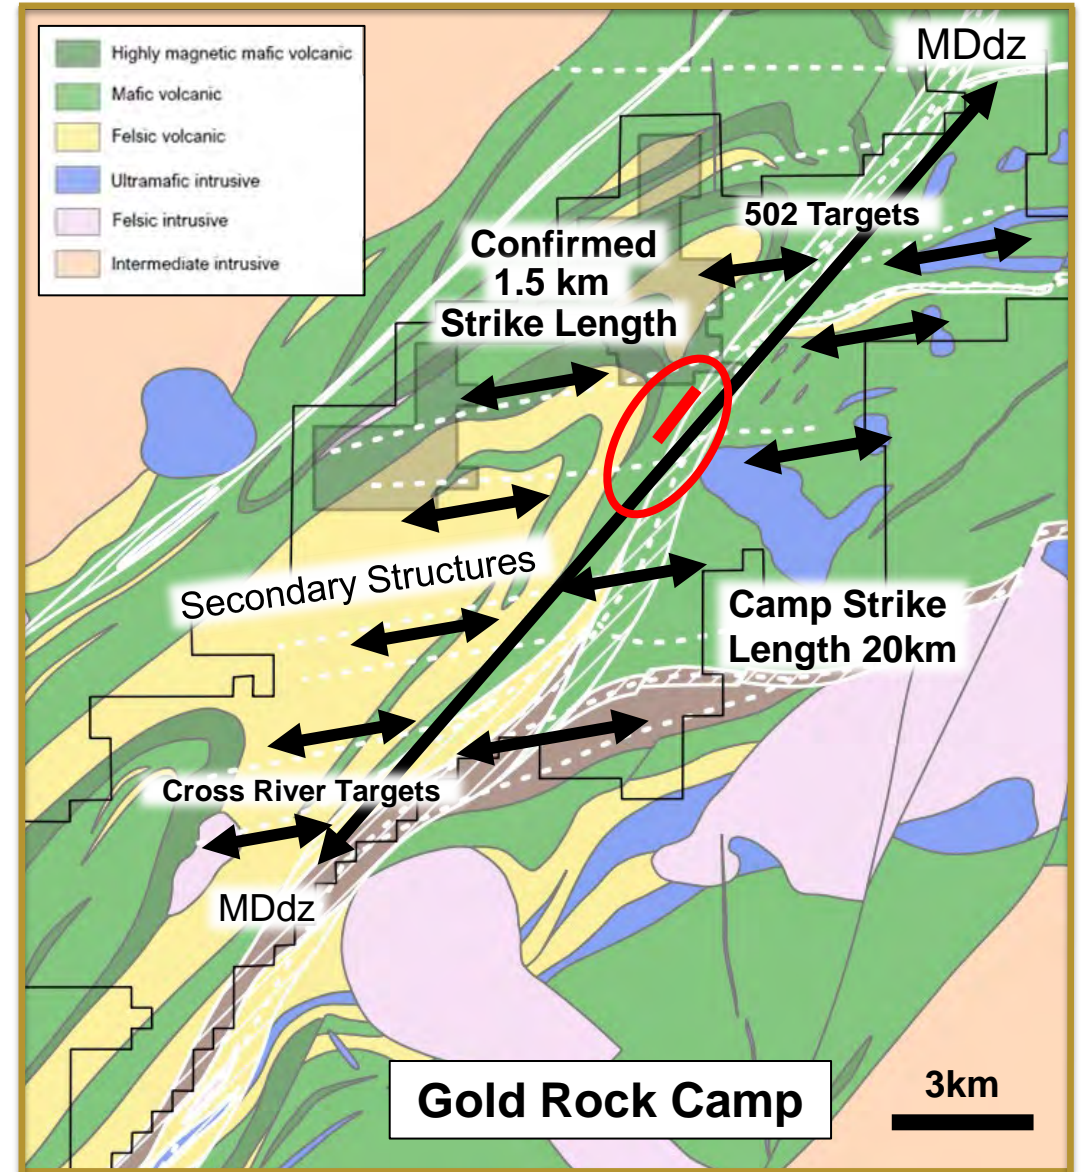 Highly magnetic mafic volcanic
Mafic volcanic
Felsic volcanic
Ultramafic intrusive
Felsic intrusive
Intermediate intrusive
MDdz
502 Targets
Confirmed
1.5 km
Strike Length
Secondary Structures
Camp Strike
Length 20km
Cross River Targets
MDdz
Gold Rock Camp
3km